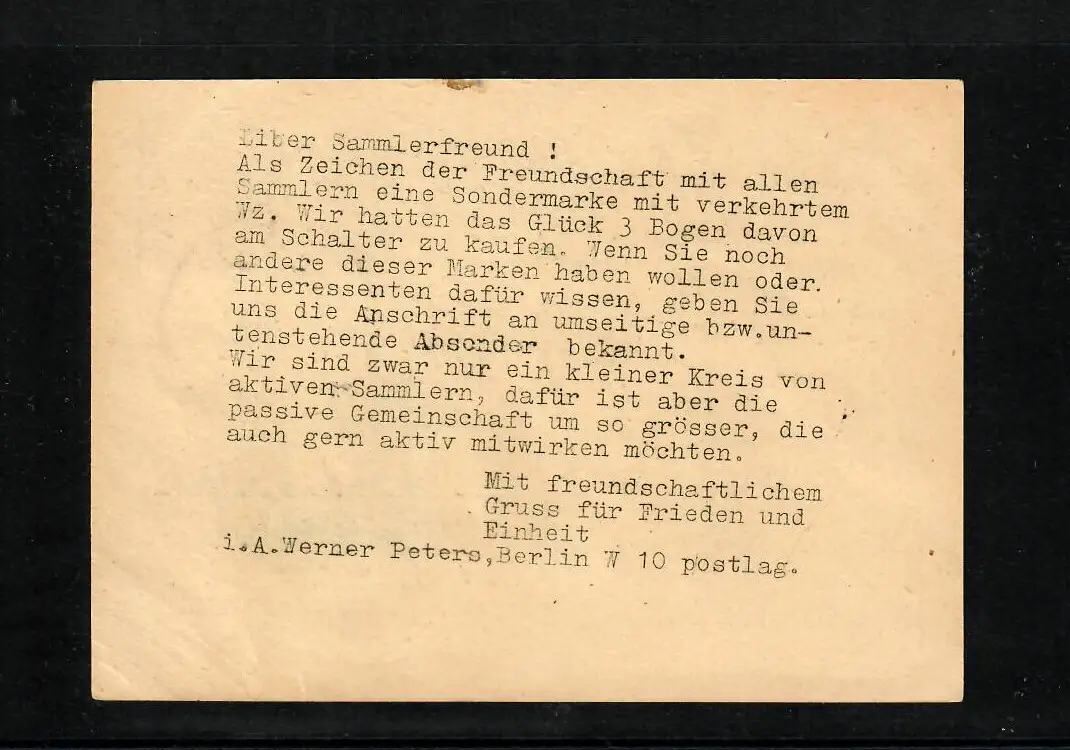 Liber Sammlerfreund !
Als Zeichen der Freundschaft mit allen
Sammlern eine Sondermarke mit verkehrtem
Wz. Wir hatten das Glück 3 Bogen davon
am Schalter zu kaufen. Wenn Sie noch
andere dieser Marken haben wollen oder.
Interessenten dafür wissen, geben Sie
uns die Anschrift an umseitige bzw.un-
tenstehende Absender bekannt.
Wir sind zwar nur ein kleiner Kreis von
aktiven Sammlern, dafür ist aber die
passive Gemeinschaft um so grösser, die
auch gern aktiv mitwirken möchten.
Mit freundschaftlichem
Gruss für Frieden und
Einheit
i.A.Werner Peters,Berlin W 10 postlag.